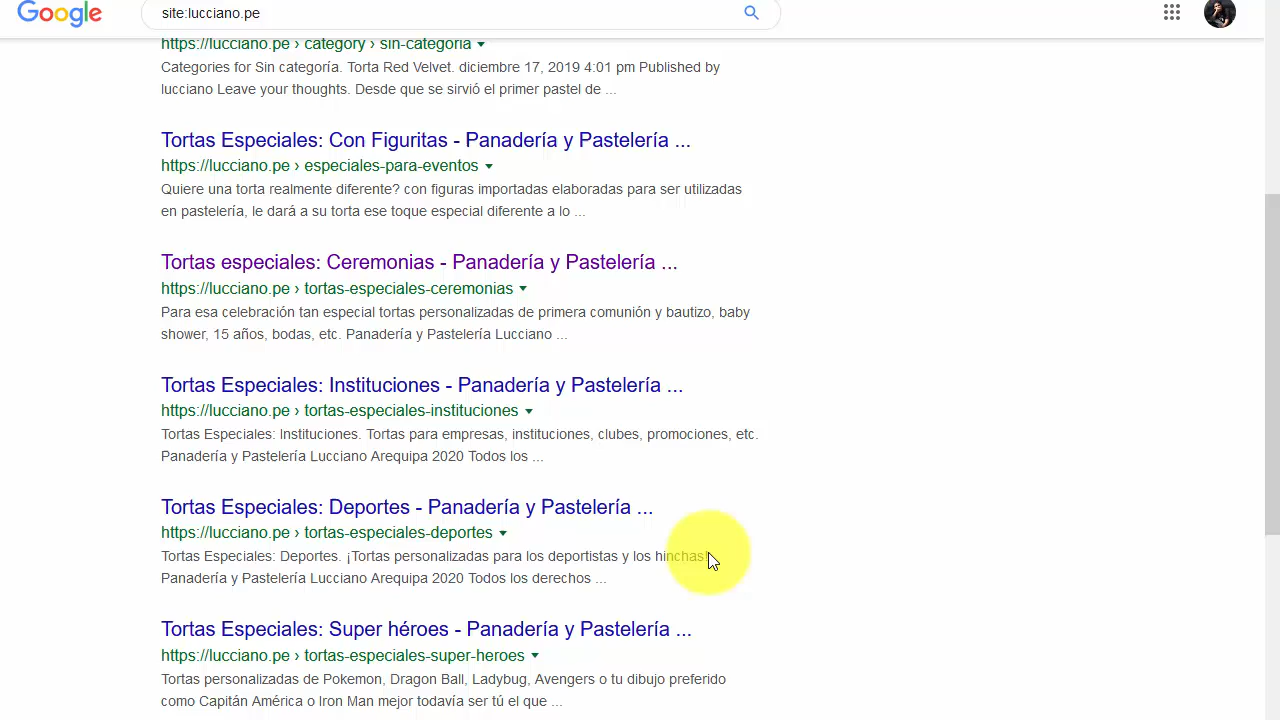 Google
site:lucciano.pe
https://lucciano.pe › category › sin-categoria
Categories for Sin categoría. Torta Red Velvet. diciembre 17, 2019 4:01 pm Published by
lucciano Leave your thoughts. Desde que se sirvió el primer pastel de ...
Tortas Especiales: Con Figuritas - Panadería y Pastelería ...
https://lucciano.pe › especiales-para-eventos
Quiere una torta realmente diferente? con figuras importadas elaboradas para ser utilizadas
en pastelería, le dará a su torta ese toque especial diferente a lo ...
Tortas especiales: Ceremonias - Panadería y Pastelería ...
https://lucciano.pe › tortas-especiales-ceremonias
Para esa celebración tan especial tortas personalizadas de primera comunión y bautizo, baby
shower, 15 años, bodas, etc. Panadería y Pastelería Lucciano ...
Tortas Especiales: Instituciones - Panadería y Pastelería ...
https://lucciano.pe › tortas-especiales-instituciones
Tortas Especiales: Instituciones. Tortas para empresas, instituciones, clubes, promociones, etc.
Panadería y Pastelería Lucciano Arequipa 2020 Todos los ...
Tortas Especiales: Deportes - Panadería y Pastelería ...
https://lucciano.pe › tortas-especiales-deportes
Tortas Especiales: Deportes. ¡Tortas personalizadas para los deportistas y los hinchas!
Panadería y Pastelería Lucciano Arequipa 2020 Todos los derechos ...
Tortas Especiales: Super héroes - Panadería y Pastelería ...
https://lucciano.pe › tortas-especiales-super-heroes
Tortas personalizadas de Pokemon, Dragon Ball, Ladybug, Avengers o tu dibujo preferido
como Capitán América o Iron Man mejor todavía ser tú el que ...